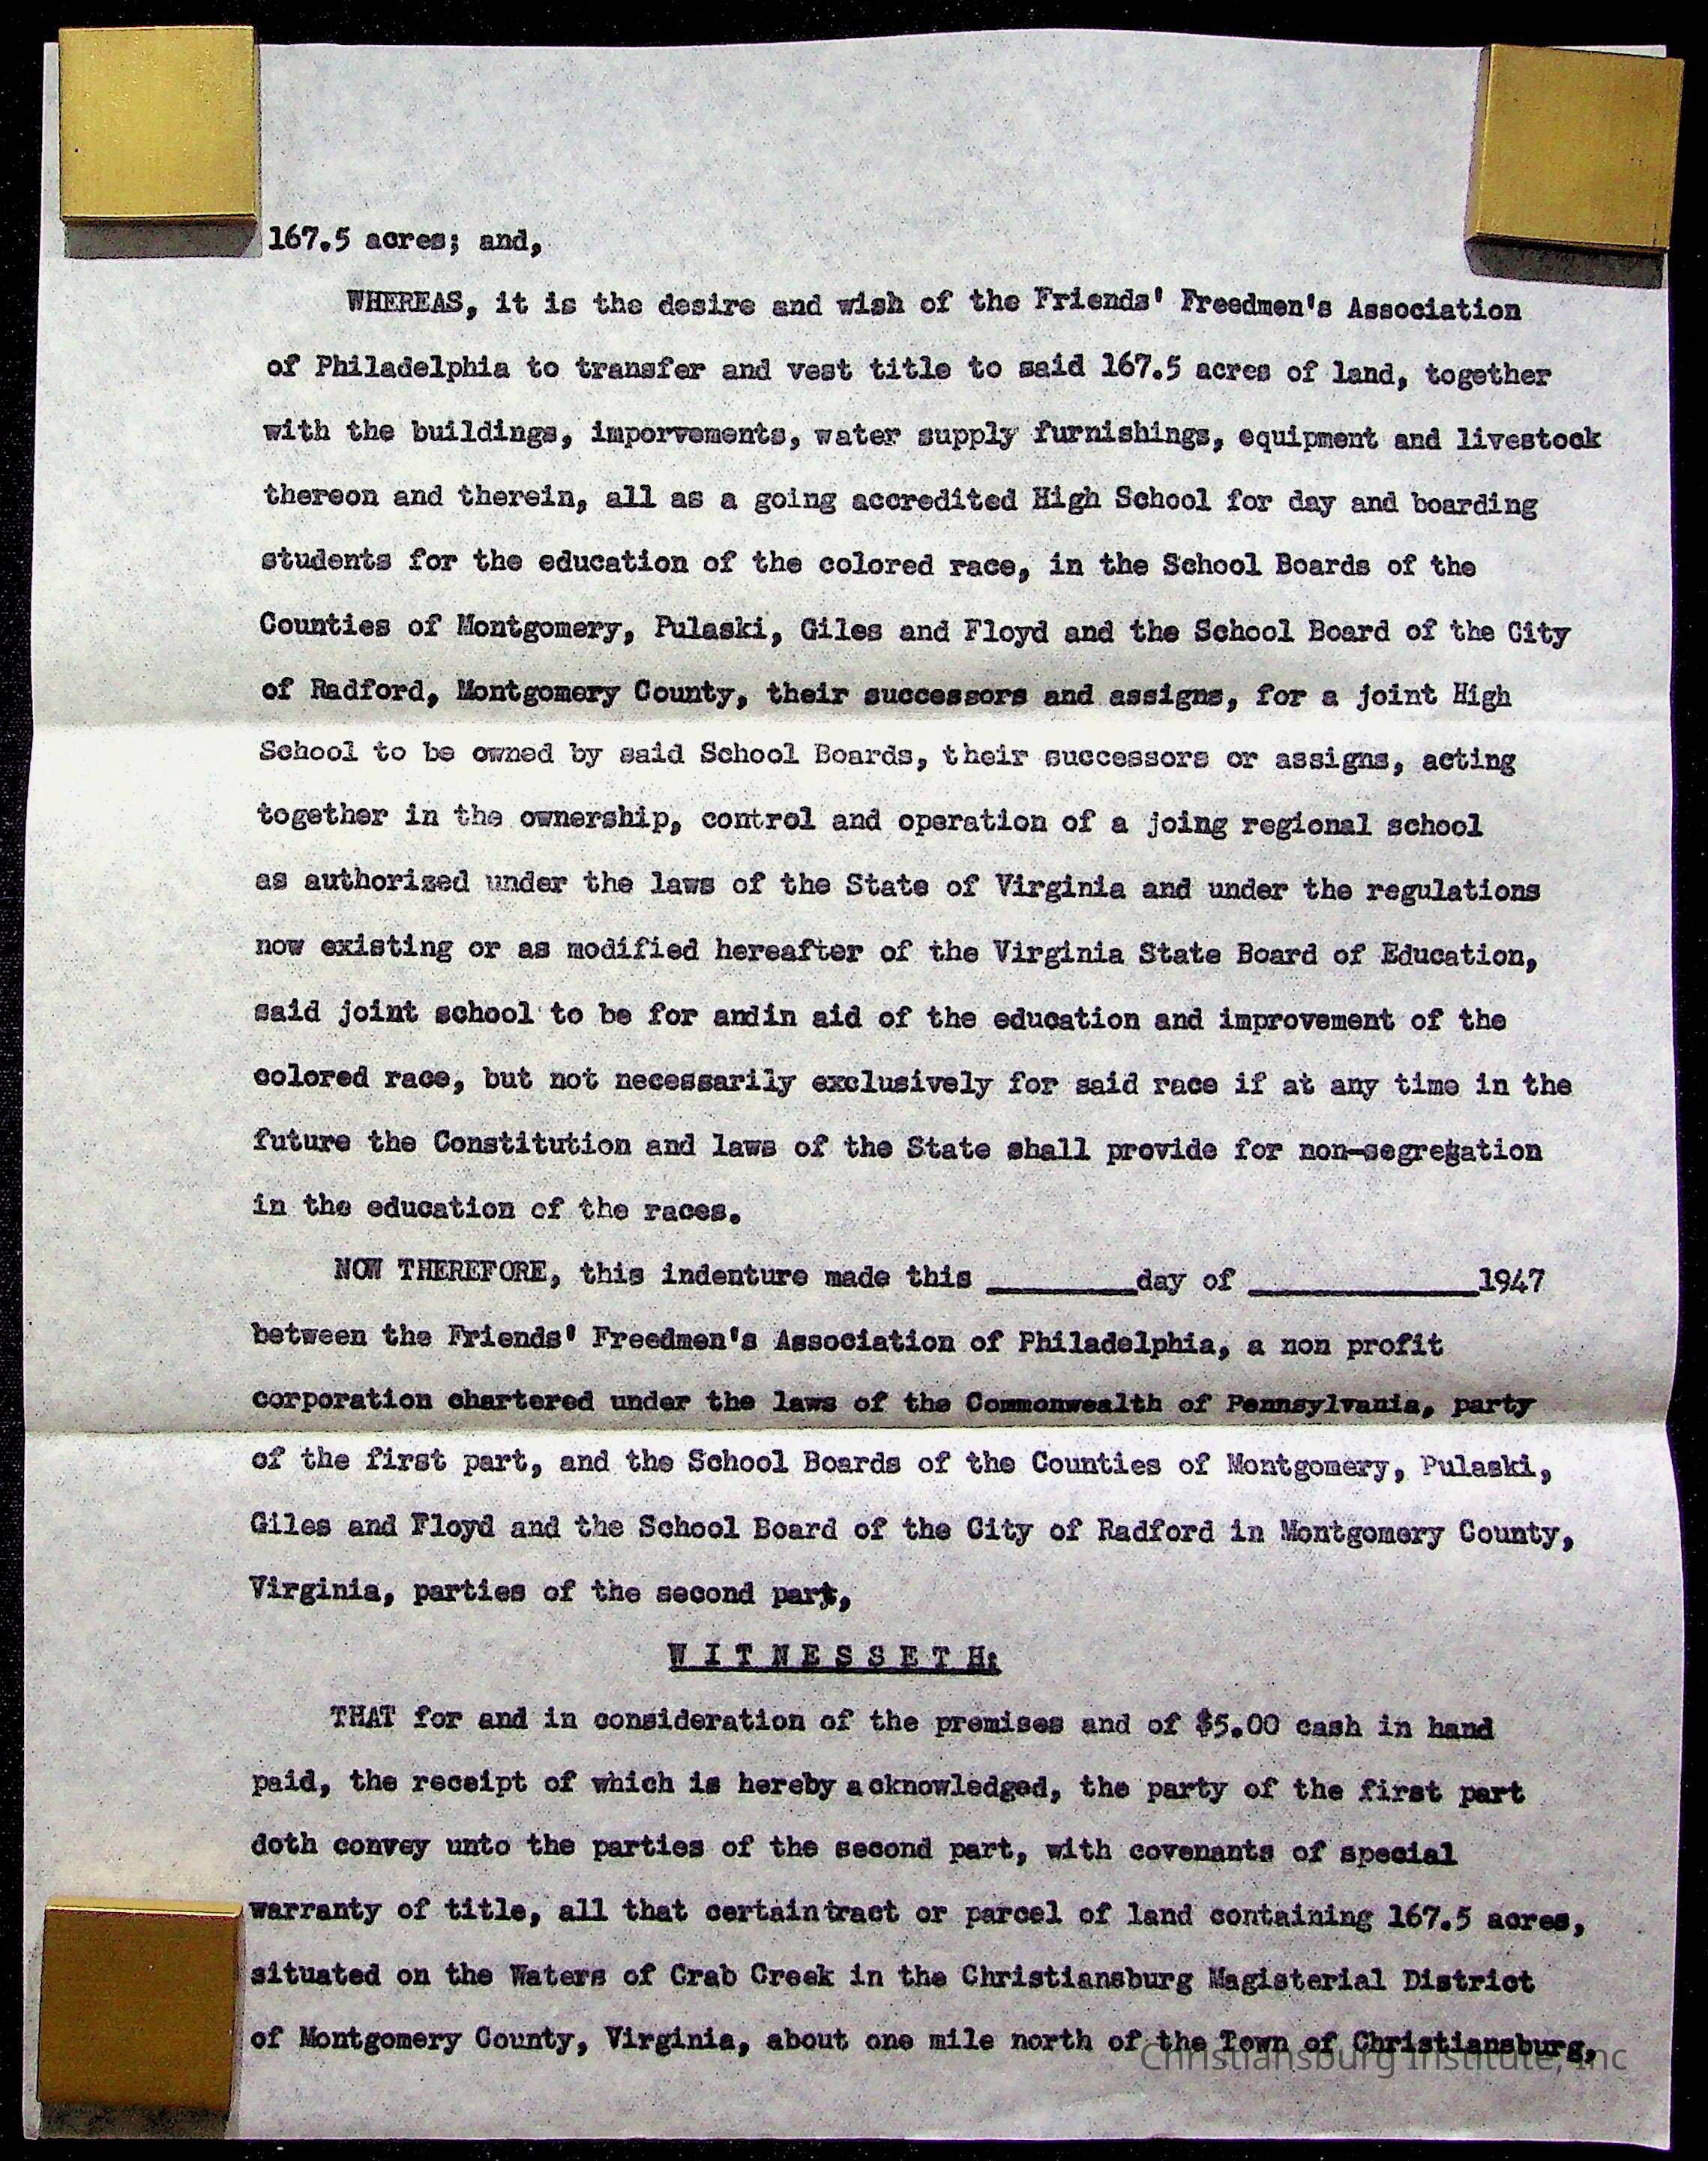 167.5 acres; and,
WHEREAS, it is the desire and wish of the Friends' Freedmen's Association
of Philadelphia to transfer and vest title to said 167.5 acres of land, together
with the buildings, imporvements, water supply furnishings, equipment and livestock
thereon and therein, all as a going accredited High School for day and boarding
students for the education of the colored race, in the School Boards of the
Counties of Montgomery, Pulaski, Giles and Floyd and the School Board of the City
of Radford, Montgomery County, their successors and assigns, for a joint High
School to be owned by said School Boards, their successors or assigns, acting
together in the ownership, control and operation of a joing regional school
as authorized under the laws of the State of Virginia and under the regulations
now existing or as modified hereafter of the Virginia State Board of Education,
said joint school to be for andin aid of the education and improvement of the
colored race, but not necessarily exclusively for said race if at any time in the
future the Constitution and laws of the State shall provide for non-segregation
in the education of the races.
NOW THEREFORE, this indenture made this ________day of ____________1947
between the Friends' Freedmen's Association of Philadelphia, a non profit
corporation chartered under the laws of the Commonwealth of Pennsylvania, party
of the first part, and the School Boards of the Counties of Montgomery, Pulaski,
Giles and Floyd and the School Board of the City of Radford in Montgomery County,
Virginia, parties of the second part,
W I T N E S S E T H:
THAT for and in consideration of the premises and of $5.00 cash in hand
paid, the receipt of which is hereby acknowledged, the party of the first part
doth convey unto the parties of the second part, with covenants of special
warranty of title, all that certaintract or parcel of land containing 167.5 acres,
situated on the Waters of Crab Creek in the Christiansburg Magisterial District
of Montgomery County, Virginia, about one mile north of the Town of Christiansburg,
Christiansburg Institute, Inc